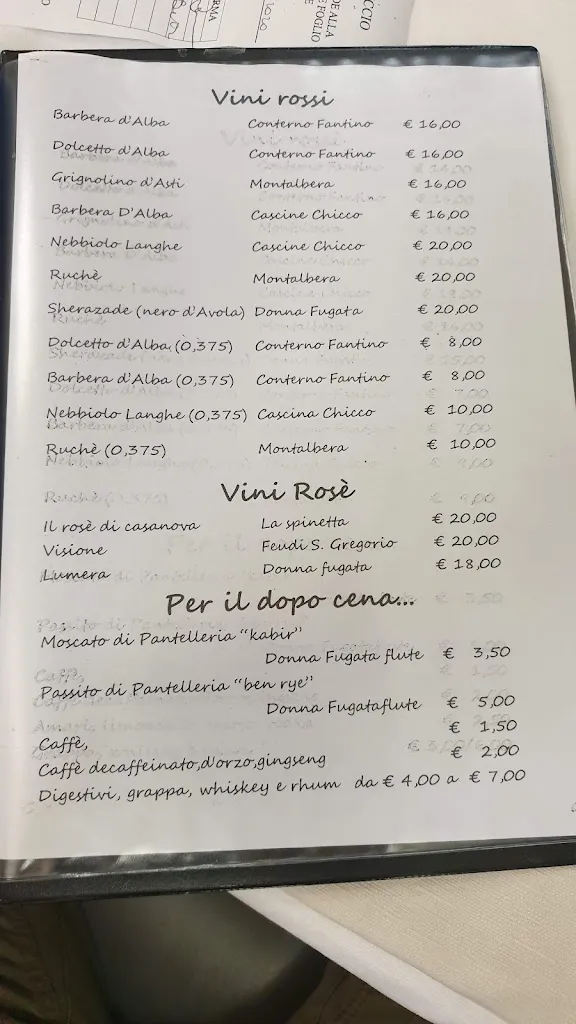 Vini rossi
Barbera d'Alba Conterno Fantino € 16,00
Dolcetto d'Alba Conterno Fantino € 16,00
Grignolino d'Asti Montalbera € 16,00
Barbera D'Alba Cascine Chicco € 16,00
Nebbiolo Langhe Cascine Chicco € 20,00
Ruchè Montalbera € 20,00
Sherazade (nero d'Avola) Donna Fugata € 20,00
Dolcetto d'Alba (0,375) Conterno Fantino € 8,00
Barbera d'Alba (0,375) Conterno Fantino € 8,00
Nebbiolo Langhe (0,375) Cascina Chicco € 10,00
Ruchè (0,375) Montalbera € 10,00
Vini Rosè
Il rosè di casanova La spinetta € 20,00
Visione Feudi S. Gregorio € 20,00
Lumera Donna fugata € 18,00
Per il dopo cena...
Moscato di Pantelleria "kabir"
Donna Fugata flute € 3,50
Passito di Pantelleria "ben rye"
Donna Fugataflute € 5,00
Caffè, € 1,50
Caffè decaffeinato,d'orzo,gingseng € 2,00
Digestivi, grappa, whiskey e rhum da € 4,00 a € 7,00